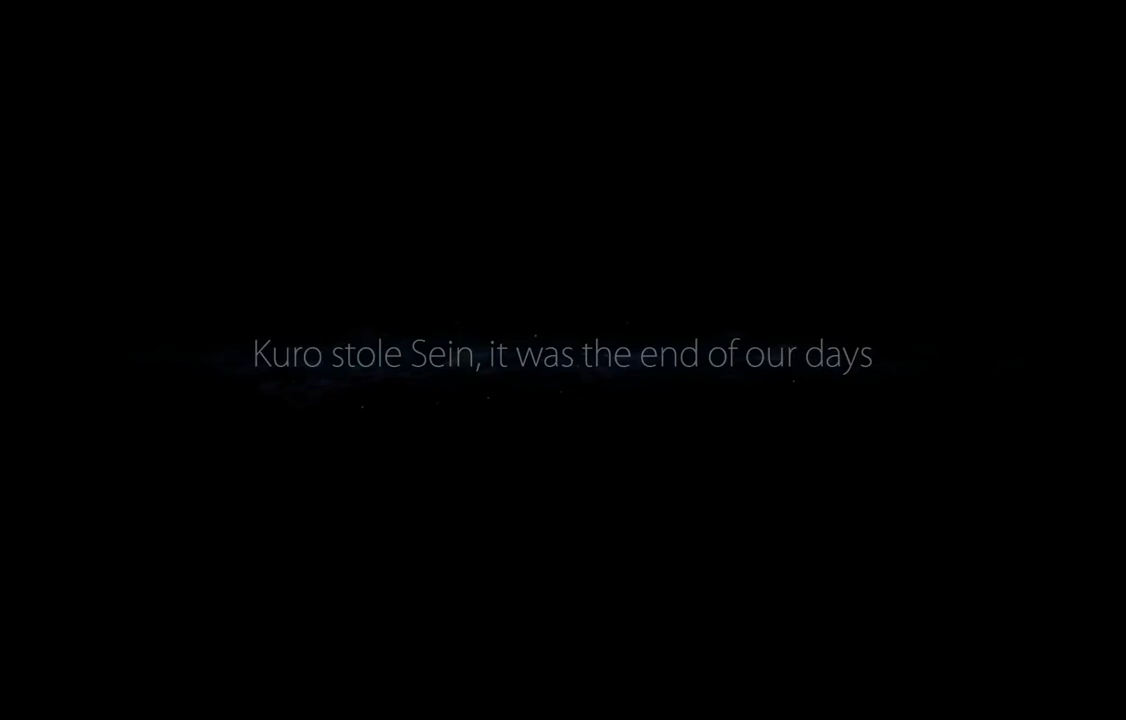 Kuro stole Sein, it was the end of our days